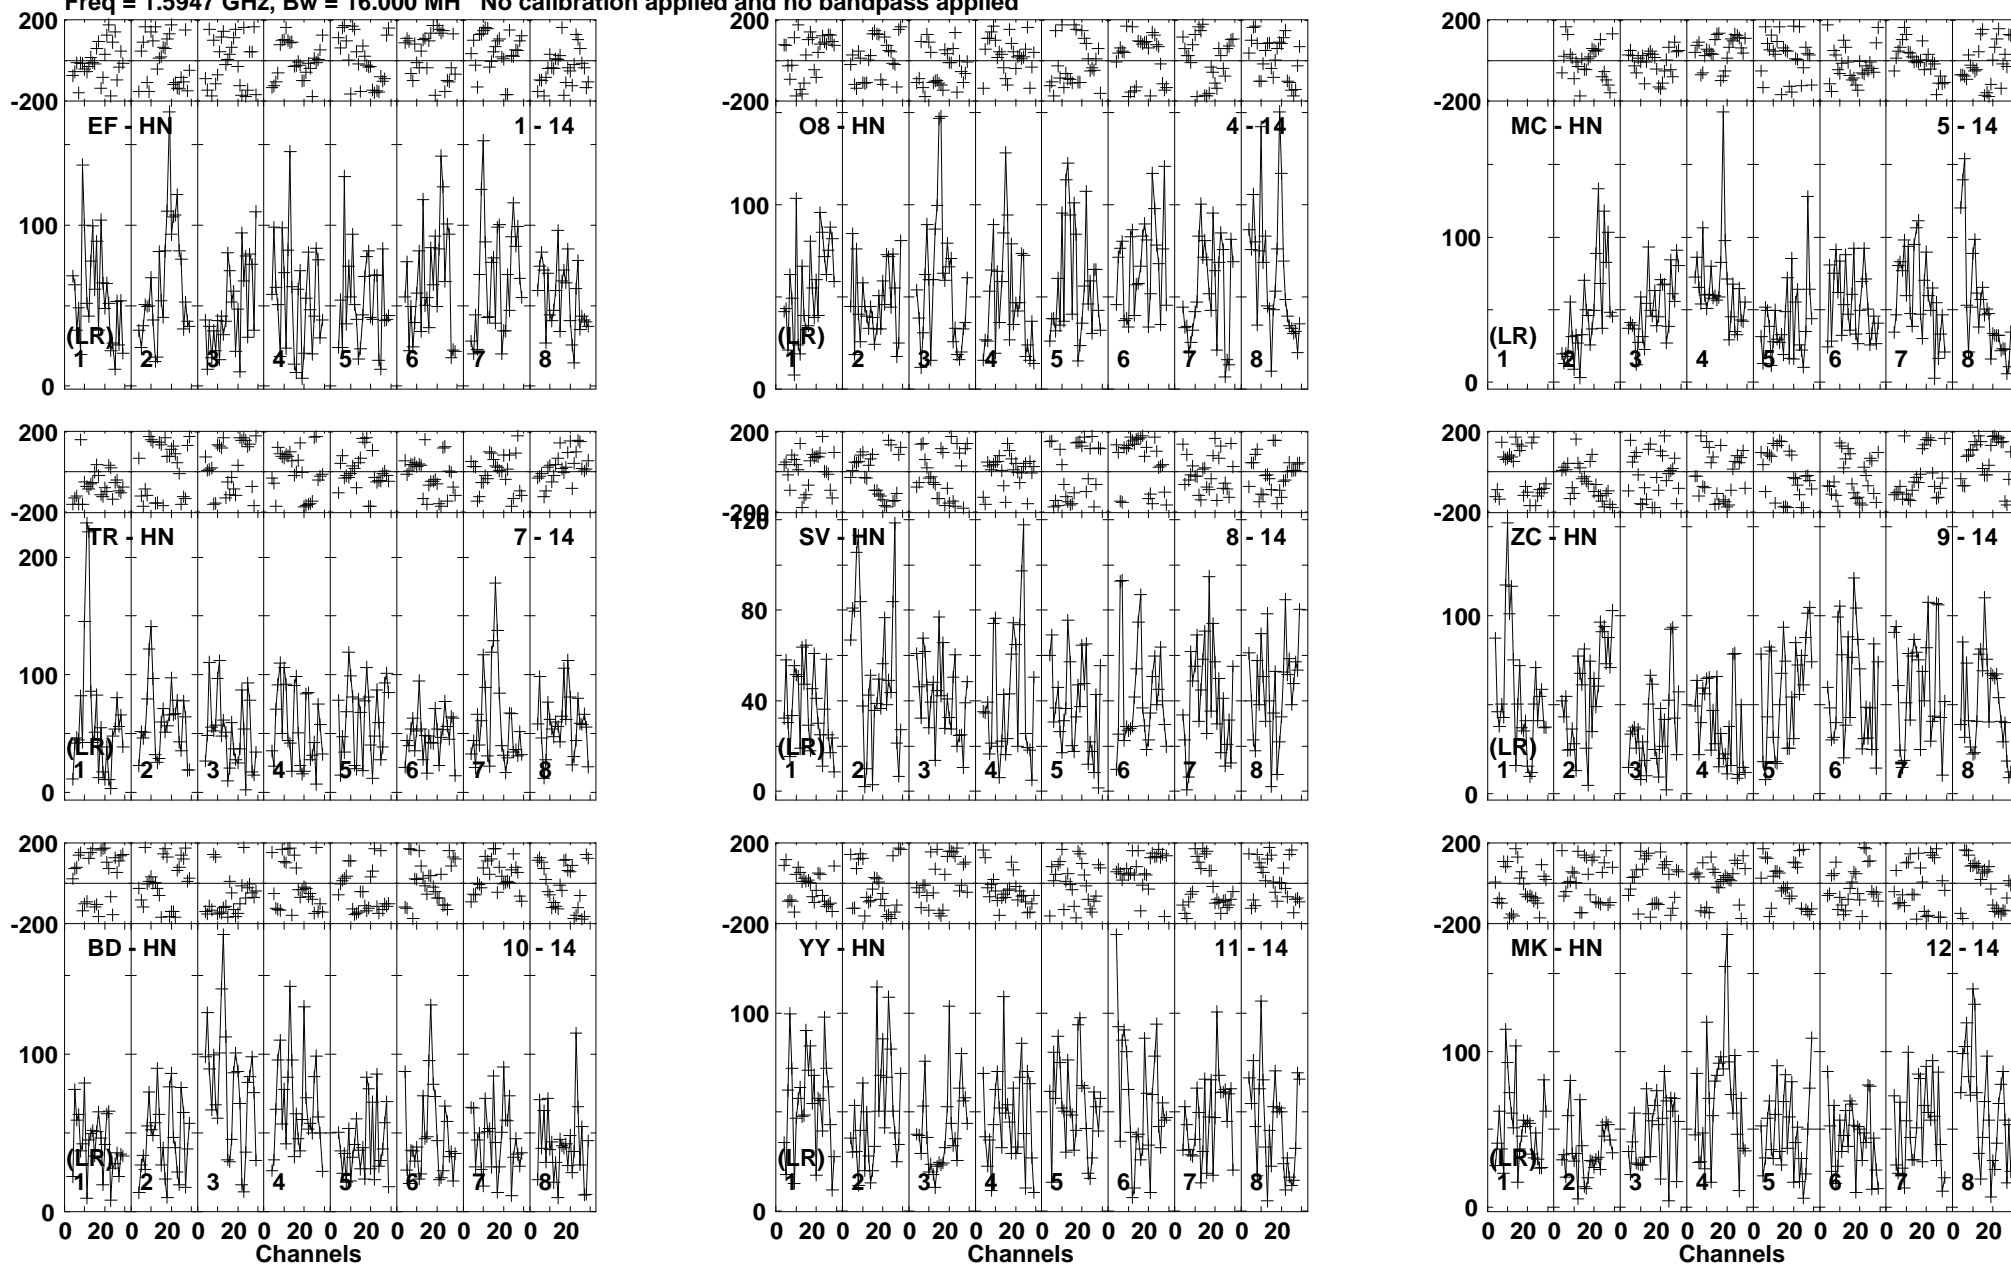 Freq = 1.5947 GHz, Bw = 16.000 MH No calibration applied and no bandpass applied
200 200 200
-200 -200 -200
EF - HN 1 - 14 O8 - HN 4 - 14 MC - HN 5 - 14
100 100 100
(LR) (LR) (LR)
1 2 3 4 5 6 7 8 1 2 3 4 5 6 7 8 1 2 3 4 5 6 7 8
0 0 0
200 200 200
-200 -200 -200
120
TR - HN 7 - 14 SV - HN 8 - 14 ZC - HN 9 - 14
200 80 100
100 40
(LR) (LR) (LR)
1 2 3 4 5 6 7 8 1 2 3 4 5 6 7 8 1 2 3 4 5 6 7 8
0 0 0
200 200 200
-200 -200 -200
BD - HN 10 - 14 YY - HN 11 - 14 MK - HN 12 - 14
100 100 100
(LR) (LR) (LR)
1 2 3 4 5 6 7 8 1 2 3 4 5 6 7 8 1 2 3 4 5 6 7 8
0 0 0
0 20 0 20 0 20 0 20 0 20 0 20 0 20 0 20 0 20 0 20 0 20 0 20 0 20 0 20 0 20 0 20 0 20 0 20 0 20 0 20 0 20 0 20 0 20 0 20
Channels Channels Channels